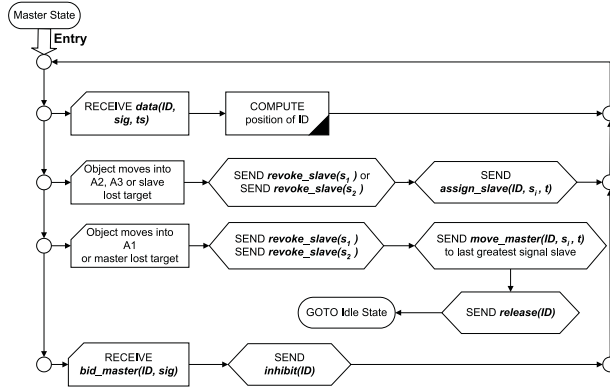 Master State
Entry
RECEIVE data(ID,
sig, ts)
COMPUTE
position of ID
Object moves into
A2, A3 or slave
lost target
SEND revoke_slave(s1 ) or
SEND revoke_slave(s2 )
SEND
assign_slave(ID, si , t)
Object moves into
A1
or master lost target
SEND revoke_slave(s1 )
SEND revoke_slave(s2 )
SEND move_master(ID, si , t)
to last greatest signal slave
GOTO Idle State
SEND release(ID)
RECEIVE
bid_master(ID, sig)
SEND
inhibit(ID)